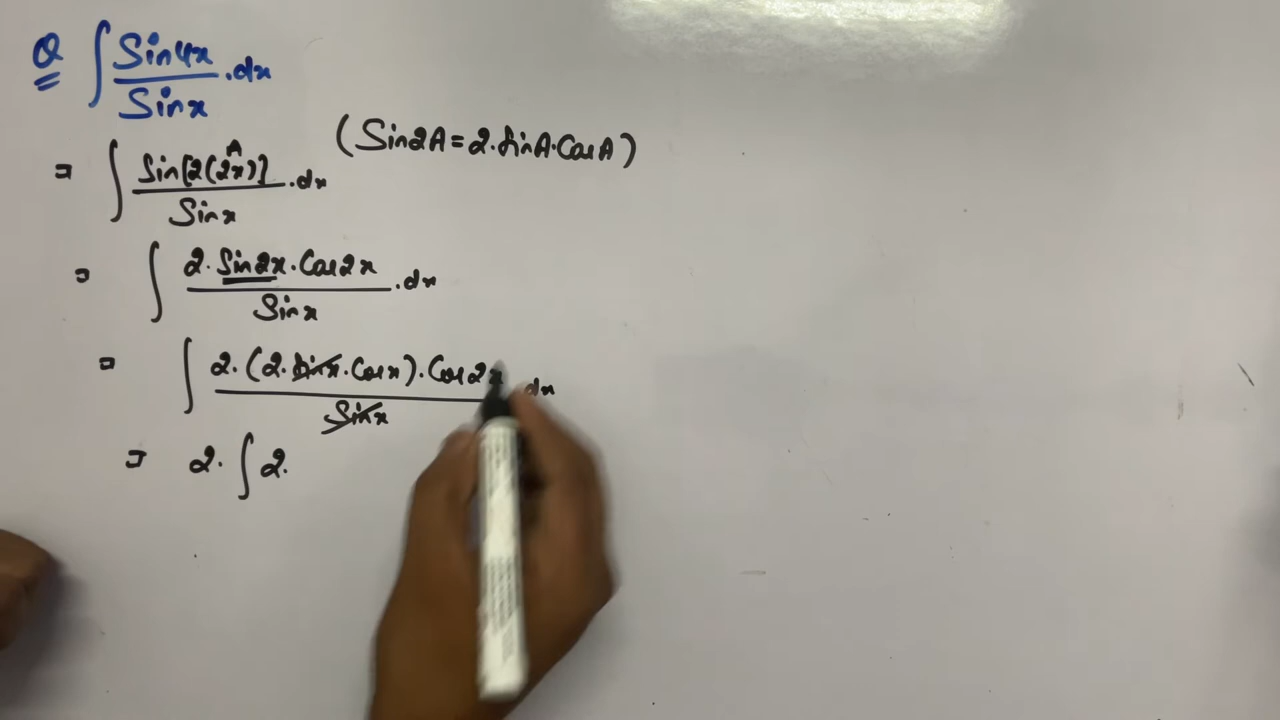 Q ∫ Sin4x / Sinx . dx
= ∫ Sin[2(2x)] / Sinx . dx A (Sin2A = 2. SinA. CosA)
= ∫ 2. Sin2x. Cos2x / Sinx . dx
= ∫ 2. (2. Sinx. Cosx). Cos2x / Sinx dx
= 2. ∫ 2.